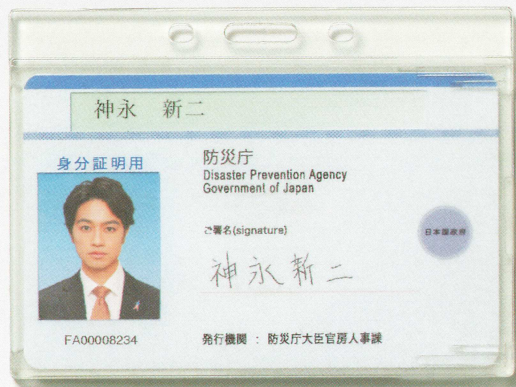 神永 新二
身分証明用
防災庁
Disaster Prevention Agency
Government of Japan
ご署名(signature)
神永新二
日本国政府
FA00008234
発行機関 : 防災庁大臣官房人事課